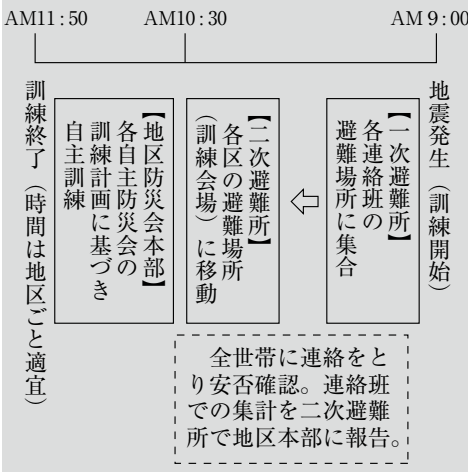 AM 9：00
AM10：30
AM11：50
地震発生（訓練開始）
【一次避難所】
各連絡班の
避難場所に集合
⇦
【二次避難所】
各区の避難場所
（訓練会場）に移動
【地区防災会本部】
各自主防災会の
訓練計画に基づき
自主訓練
訓練終了（時間は地区ごと適宜）
全世帯に連絡をと
り安否確認。連絡班
での集計を二次避難
所で地区本部に報告。